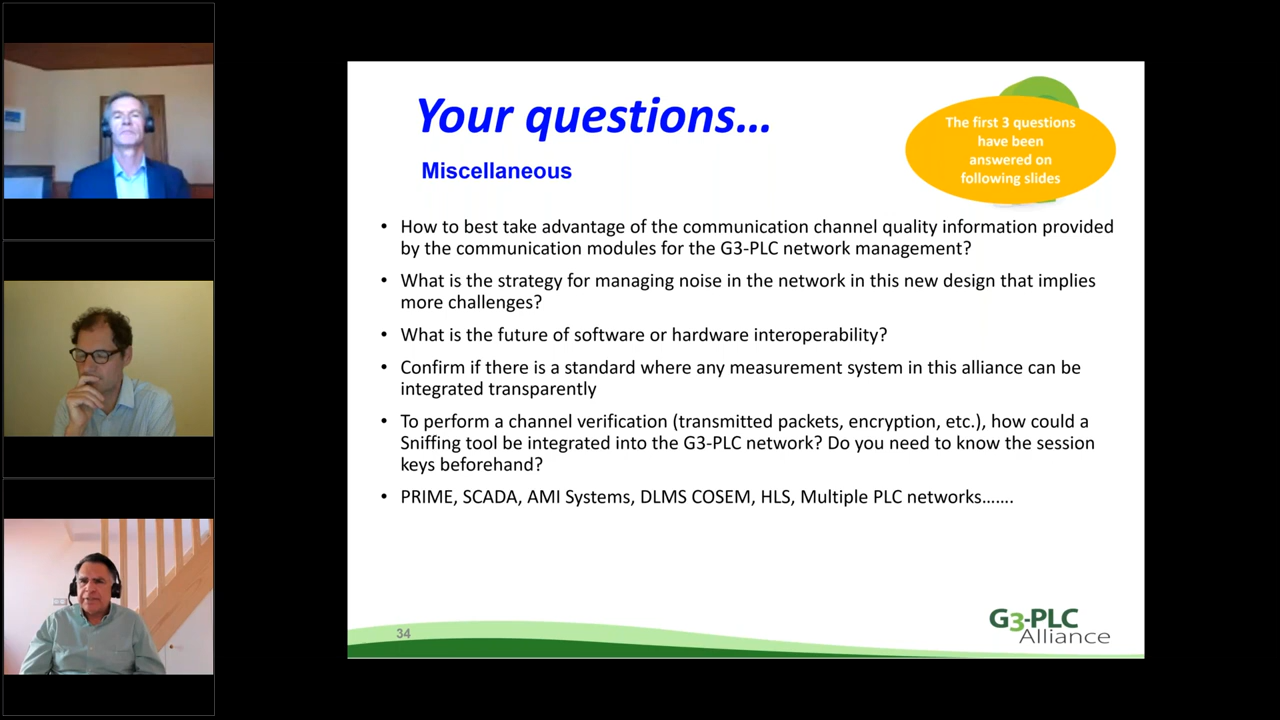 Your questions…
Miscellaneous
The first 3 questions
have been
answered on
following slides
• How to best take advantage of the communication channel quality information provided
by the communication modules for the G3-PLC network management?
• What is the strategy for managing noise in the network in this new design that implies
more challenges?
• What is the future of software or hardware interoperability?
• Confirm if there is a standard where any measurement system in this alliance can be
integrated transparently
• To perform a channel verification (transmitted packets, encryption, etc.), how could a
Sniffing tool be integrated into the G3-PLC network? Do you need to know the session
keys beforehand?
• PRIME, SCADA, AMI Systems, DLMS COSEM, HLS, Multiple PLC networks…….
34
G3-PLC
Alliance